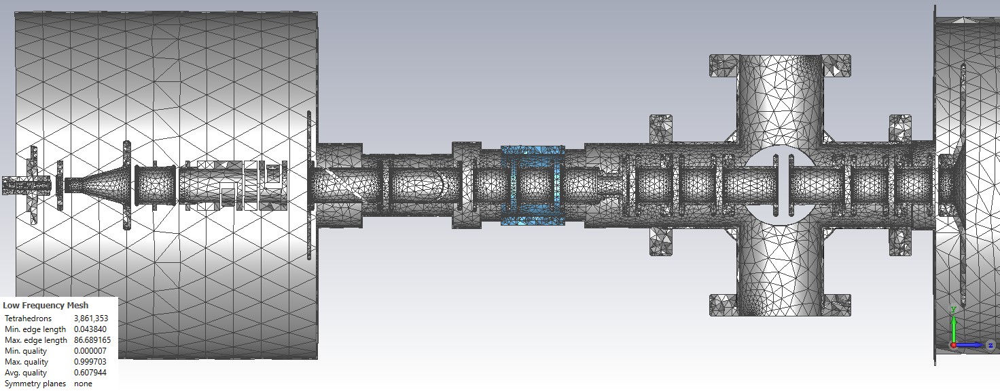 Low Frequency Mesh
Tetrahedrons 3,861,353
Min. edge length 0.043840
Max. edge length 86.689165
Min. quality 0.000007
Max. quality 0.999703
Avg. quality 0.607944
Symmetry planes none
y
z